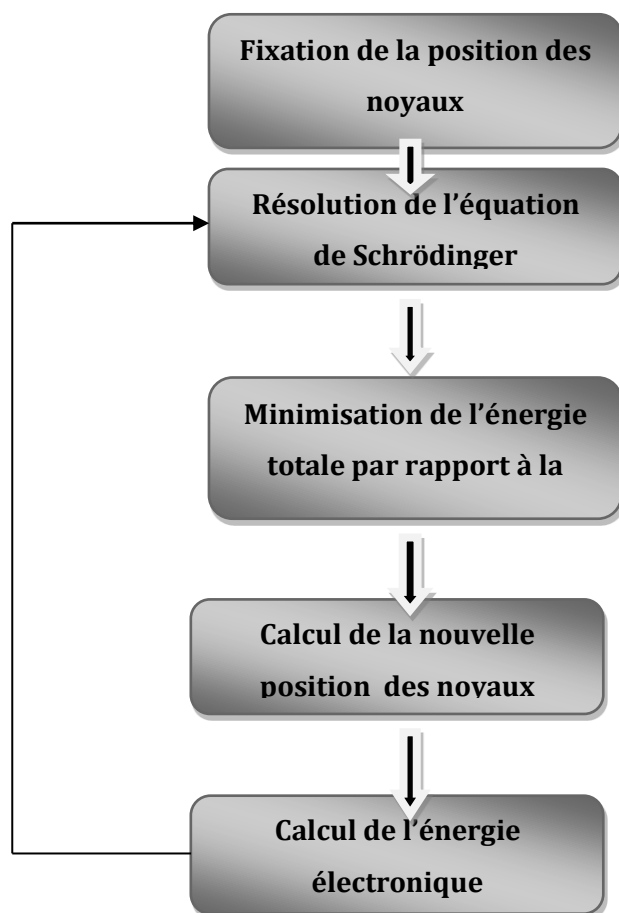 Fixation de la position des
noyaux
Résolution de l’équation
de Schrödinger
Minimisation de l’énergie
totale par rapport à la
Calcul de la nouvelle
position des noyaux
Calcul de l’énergie
électronique